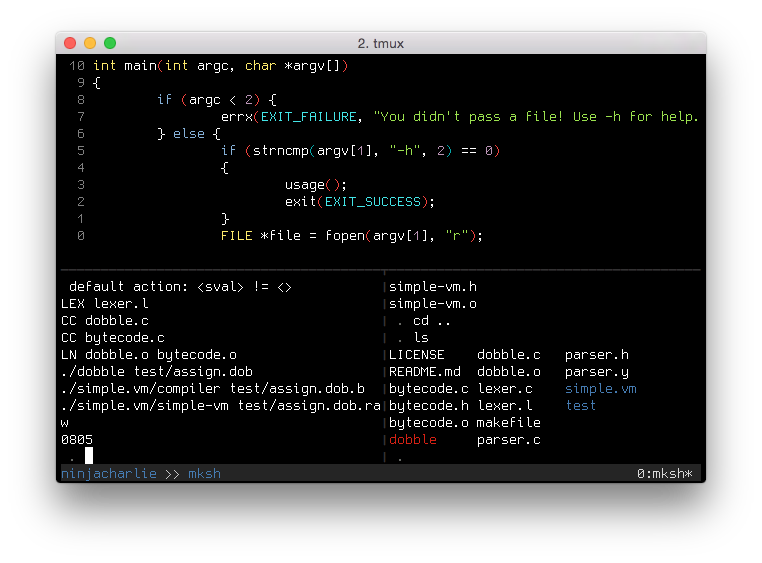 2. tmux
10 int main(int argc, char *argv[])
9 {
8 if (argc < 2) {
7 errx(EXIT_FAILURE, "You didn't pass a file! Use -h for help.
6 } else {
5 if (strncmp(argv[1], "-h", 2) == 0)
4 {
3 usage();
2 exit(EXIT_SUCCESS);
1 }
0 FILE *file = fopen(argv[1], "r");
default action: <sval> != <>
LEX lexer.l
CC dobble.c
CC bytecode.c
LN dobble.o bytecode.o
./dobble test/assign.dob
./simple.vm/compiler test/assign.dob.b
./simple.vm/simple-vm test/assign.dob.ra
w
0805
.
simple-vm.h
simple-vm.o
. cd ..
. ls
LICENSE dobble.c parser.h
README.md dobble.o parser.y
bytecode.c lexer.c simple.vm
bytecode.h lexer.l test
bytecode.o makefile
dobble parser.c
.
ninjacharlie >> mksh 0:mksh*